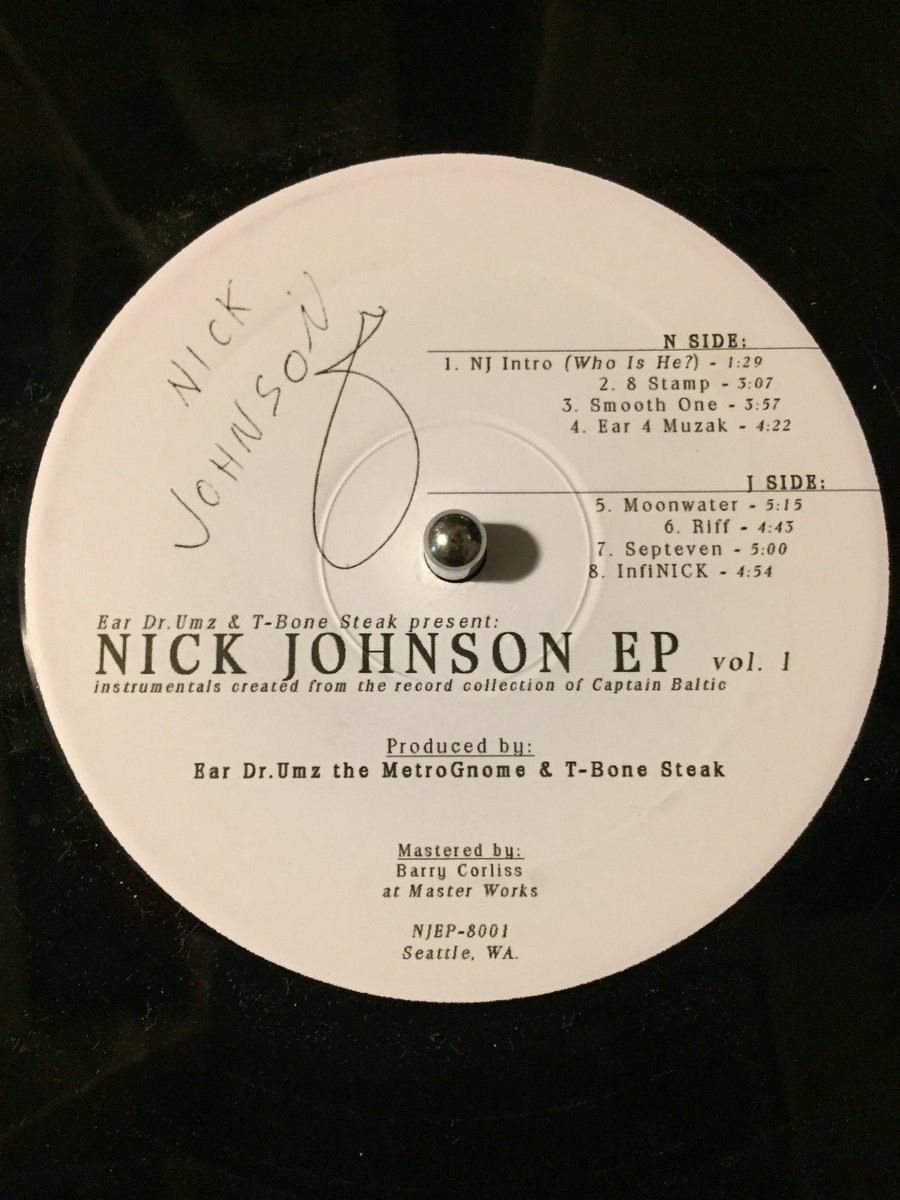 NICK
JOHNSON
N SIDE:
1. NJ Intro (Who Is He?) - 1:29
2. 8 Stamp - 3:07
3. Smooth One - 3:57
4. Ear 4 Muzak - 4:22
J SIDE:
5. Moonwater - 5:15
6. Riff - 4:43
7. Septeven - 5:00
8. InfiNICK - 4:54
Ear Dr.Umz & T-Bone Steak present:
NICK JOHNSON EP vol. 1
instrumentals created from the record collection of Captain Baltic
Produced by:
Ear Dr.Umz the MetroGnome & T-Bone Steak
Mastered by:
Barry Corliss
at Master Works
NJEP-8001
Seattle, WA.